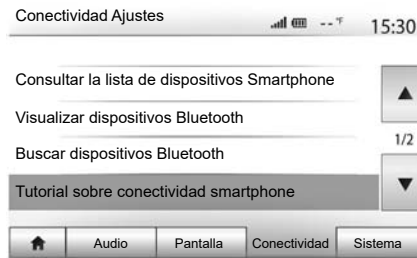 Conectividad Ajustes
-- °F
15:30
Consultar la lista de dispositivos Smartphone
Visualizar dispositivos Bluetooth
1/2
Buscar dispositivos Bluetooth
Tutorial sobre conectividad smartphone
Audio Pantalla Conectividad Sistema